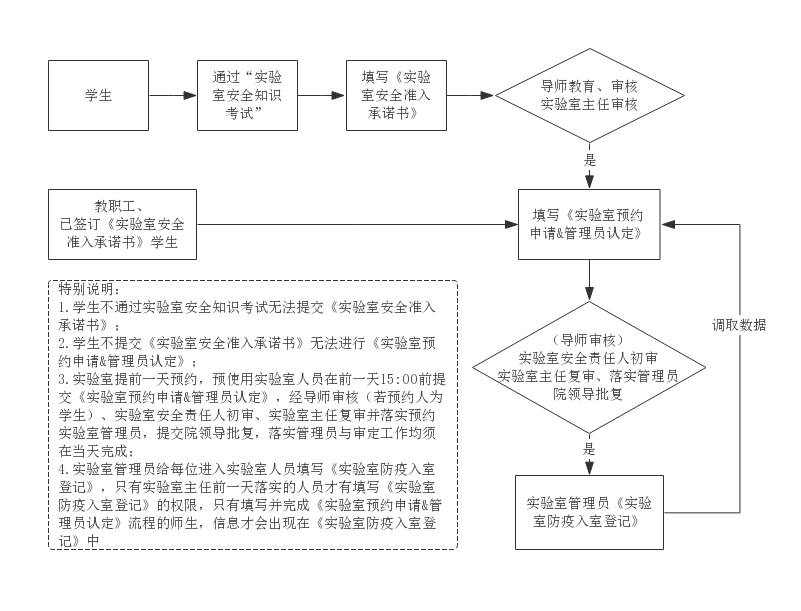 学生
通过“实验
室安全知识
考试”
填写《实验
室安全准入
承诺书》
导师教育、审核
实验室主任审核
是
教职工、
已签订《实验室安全
准入承诺书》学生
填写《实验室预约
申请&管理员认定》
调取数据
（导师审核）
实验室安全责任人初审
实验室主任复审、落实管理员
院领导批复
是
实验室管理员《实验
室防疫入室登记》
特别说明：
1.学生不通过实验室安全知识考试无法提交《实验室安全准入
承诺书》；
2.学生不提交《实验室安全准入承诺书》无法进行《实验室预
约申请&管理员认定》；
3.实验室提前一天预约，预使用实验室人员在前一天15:00前提
交《实验室预约申请&管理员认定》，经导师审核（若预约人为
学生）、实验室安全责任人初审、实验室主任复审并落实预约
实验室管理员，提交院领导批复，落实管理员与审定工作均须
在当天完成；
4.实验室管理员给每位进入实验室人员填写《实验室防疫入室
登记》，只有实验室主任前一天落实的人员才有填写《实验室
防疫入室登记》的权限，只有填写并完成《实验室预约申请&管
理员认定》流程的师生，信息才会出现在《实验室防疫入室登
记》中